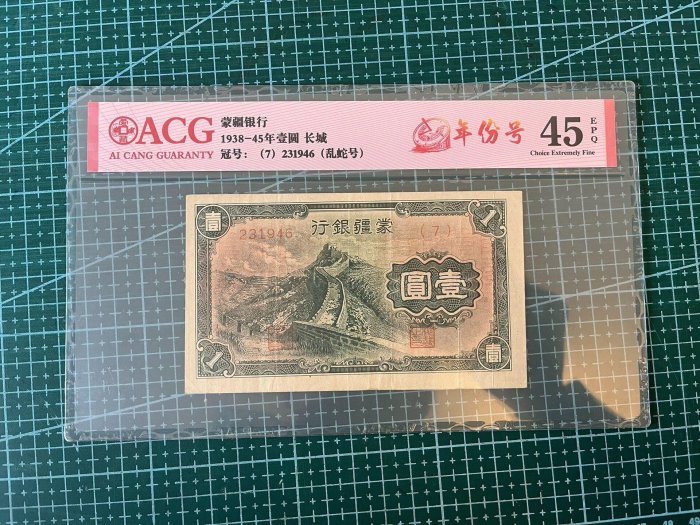 ACG
AI CANG GUARANTY
蒙疆银行
1938-45年壹圆 长城
冠号：（7）231946（乱蛇号）
年份号
45
EPQ
Choice Extremely Fine
壹
231946
行銀疆蒙
（7）
1
圓壹
1
壹